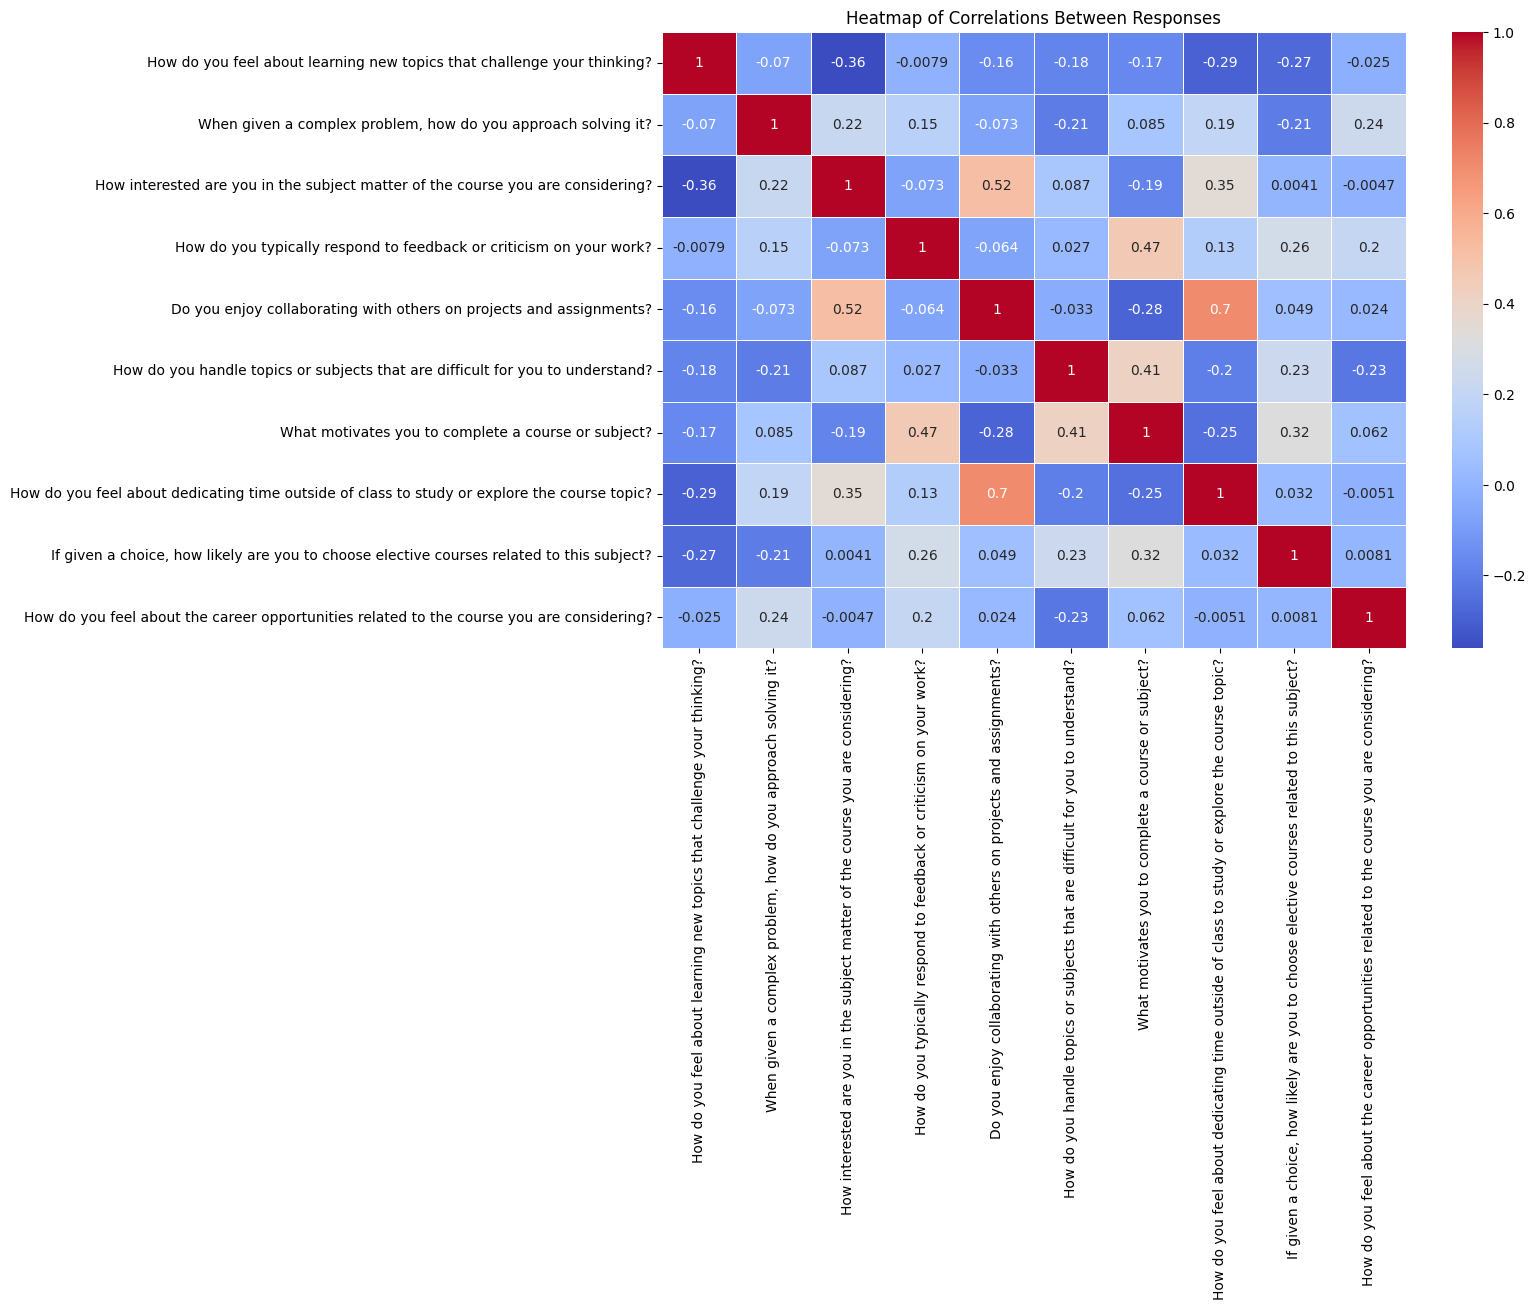 Heatmap of Correlations Between Responses
How do you feel about learning new topics that challenge your thinking? 1 -0.07 -0.36 -0.0079 -0.16 -0.18 -0.17 -0.29 -0.27 -0.025
When given a complex problem, how do you approach solving it? -0.07 1 0.22 0.15 -0.073 -0.21 0.085 0.19 -0.21 0.24
How interested are you in the subject matter of the course you are considering? -0.36 0.22 1 -0.073 0.52 0.087 -0.19 0.35 0.0041 -0.0047
How do you typically respond to feedback or criticism on your work? -0.0079 0.15 -0.073 1 -0.064 0.027 0.47 0.13 0.26 0.2
Do you enjoy collaborating with others on projects and assignments? -0.16 -0.073 0.52 -0.064 1 -0.033 -0.28 0.7 0.049 0.024
How do you handle topics or subjects that are difficult for you to understand? -0.18 -0.21 0.087 0.027 -0.033 1 0.41 -0.2 0.23 -0.23
What motivates you to complete a course or subject? -0.17 0.085 -0.19 0.47 -0.28 0.41 1 -0.25 0.32 0.062
How do you feel about dedicating time outside of class to study or explore the course topic? -0.29 0.19 0.35 0.13 0.7 -0.2 -0.25 1 0.032 -0.0051
If given a choice, how likely are you to choose elective courses related to this subject? -0.27 -0.21 0.0041 0.26 0.049 0.23 0.32 0.032 1 0.0081
How do you feel about the career opportunities related to the course you are considering? -0.025 0.24 -0.0047 0.2 0.024 -0.23 0.062 -0.0051 0.0081 1
How do you feel about learning new topics that challenge your thinking?
When given a complex problem, how do you approach solving it?
How interested are you in the subject matter of the course you are considering?
How do you typically respond to feedback or criticism on your work?
Do you enjoy collaborating with others on projects and assignments?
How do you handle topics or subjects that are difficult for you to understand?
What motivates you to complete a course or subject?
How do you feel about dedicating time outside of class to study or explore the course topic?
If given a choice, how likely are you to choose elective courses related to this subject?
How do you feel about the career opportunities related to the course you are considering?
1.0
0.8
0.6
0.4
0.2
0.0
−0.2